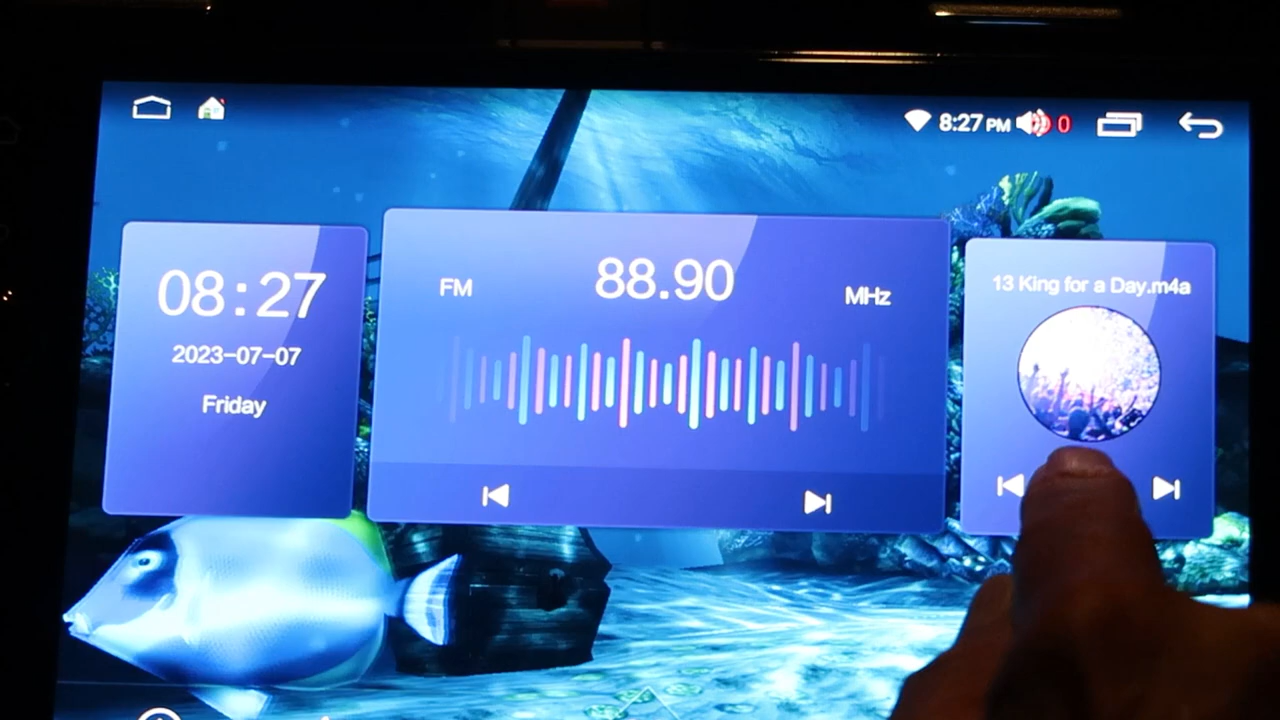 8:27 PM 0
08:27
2023-07-07
Friday
FM
88.90
MHz
13 King for a Day.m4a